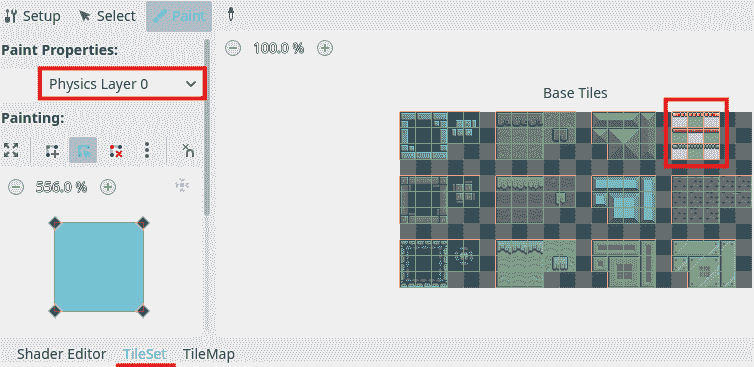 Setup Select Paint
Paint Properties:
100.0 %
Physics Layer 0
Base Tiles
Painting:
556.0 %
Shader Editor TileSet TileMap